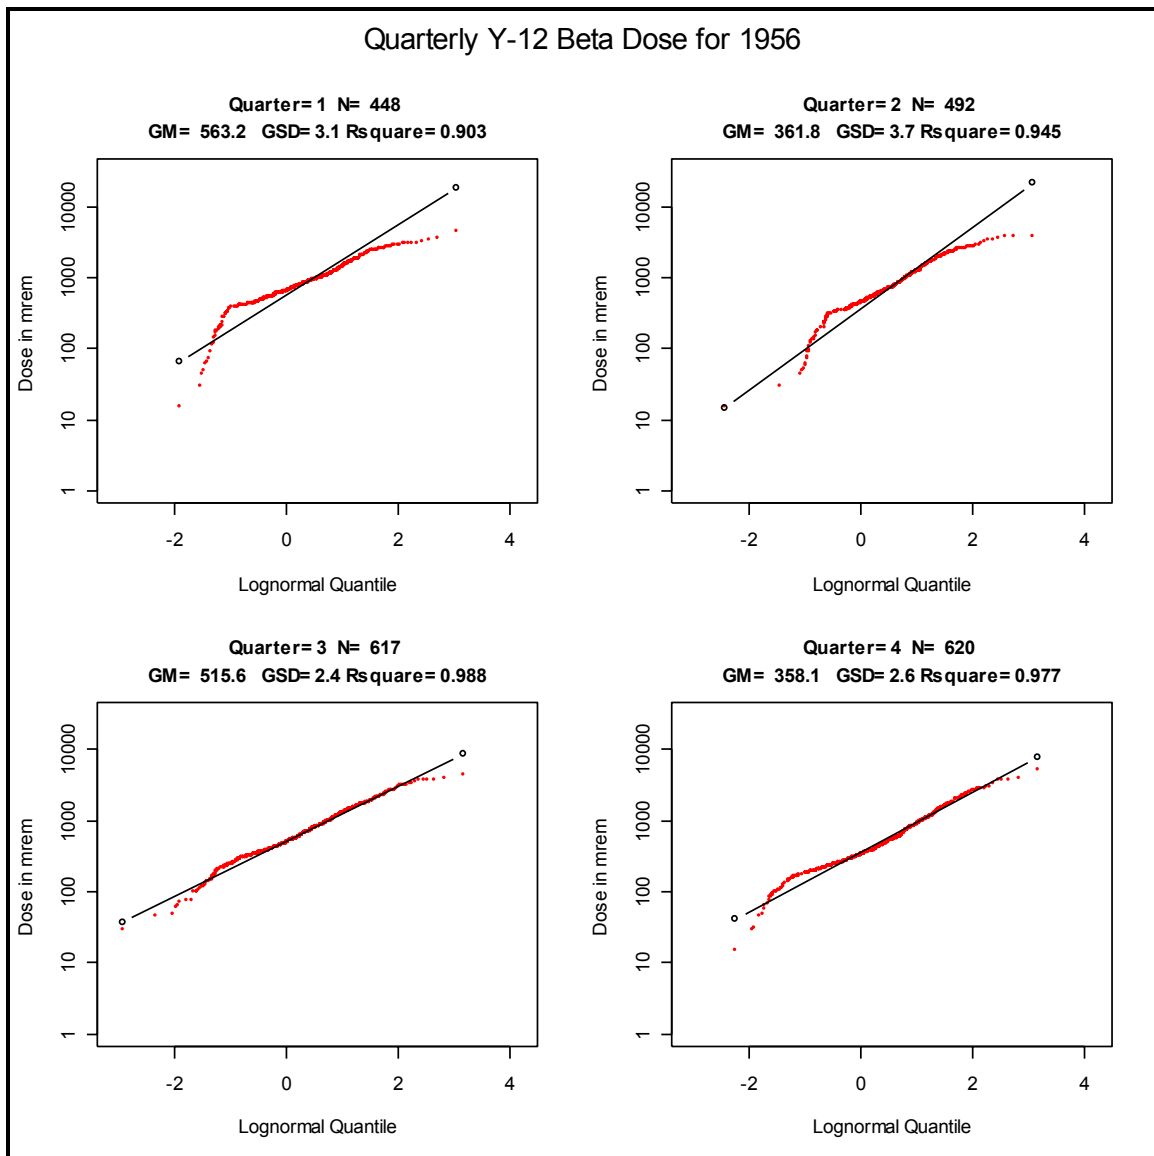 Quarterly Y-12 Beta Dose for 1956
Quarter= 1 N= 448
GM= 563.2 GSD= 3.1 Rsquare= 0.903
10000
1000
100
10
1
Dose in mrem
-2 0 2 4
Lognormal Quantile
Quarter= 2 N= 492
GM= 361.8 GSD= 3.7 Rsquare= 0.945
10000
1000
100
10
1
Dose in mrem
-2 0 2 4
Lognormal Quantile
Quarter= 3 N= 617
GM= 515.6 GSD= 2.4 Rsquare= 0.988
10000
1000
100
10
1
Dose in mrem
-2 0 2 4
Lognormal Quantile
Quarter= 4 N= 620
GM= 358.1 GSD= 2.6 Rsquare= 0.977
10000
1000
100
10
1
Dose in mrem
-2 0 2 4
Lognormal Quantile